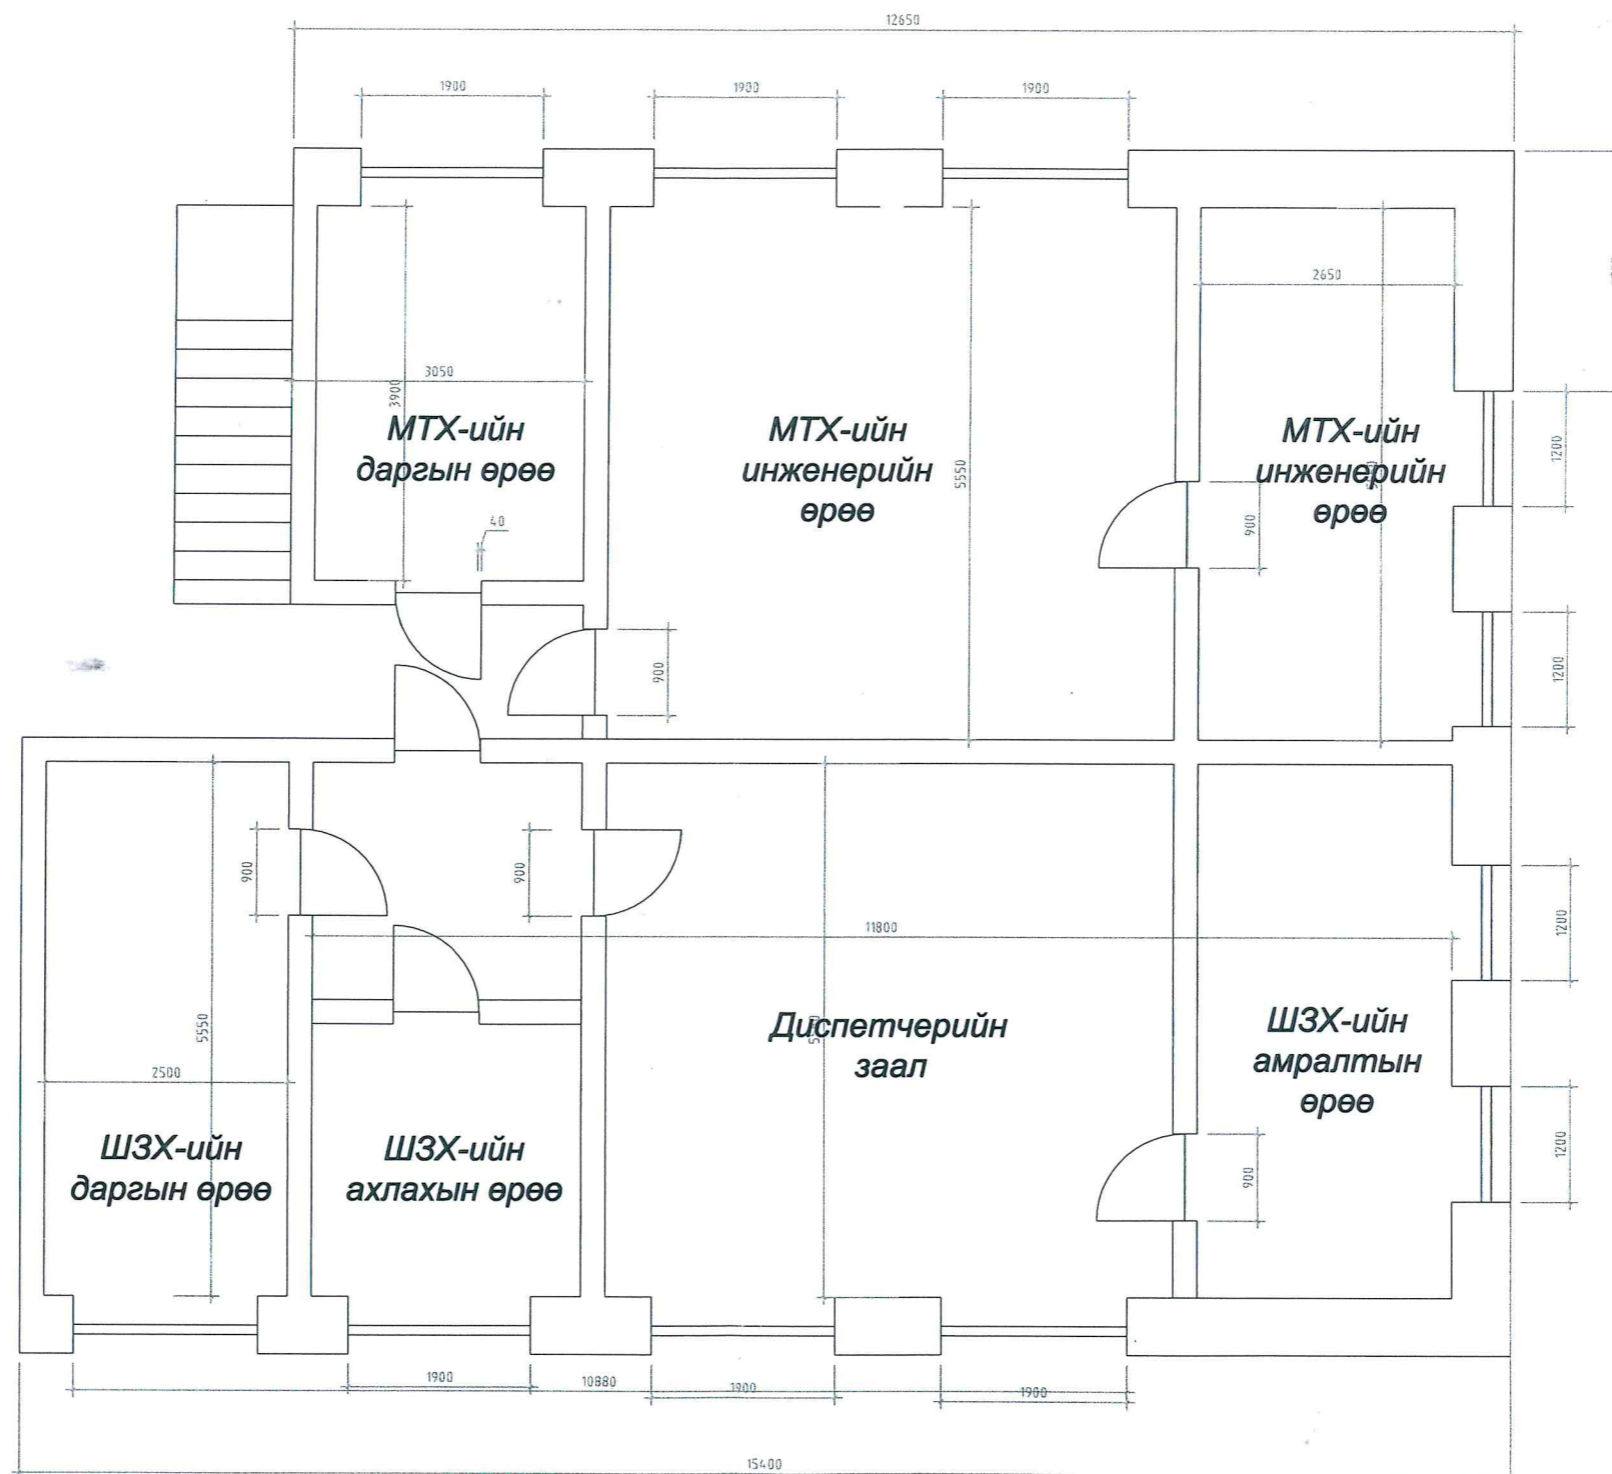 12650
1900
1900
1900
2650
3050
3900
МТХ-ийн
даргын өрөө
МТХ-ийн
инженерийн
өрөө
5550
МТХ-ийн
инженерийн
өрөө
1200
40
900
900
1200
900
900
11800
1200
5550
2500
Диспетчерийн
заал
ШЗХ-ийн
амралтын
өрөө
1200
ШЗХ-ийн
даргын өрөө
ШЗХ-ийн
ахлахын өрөө
900
1900
10880
1900
1900
15400